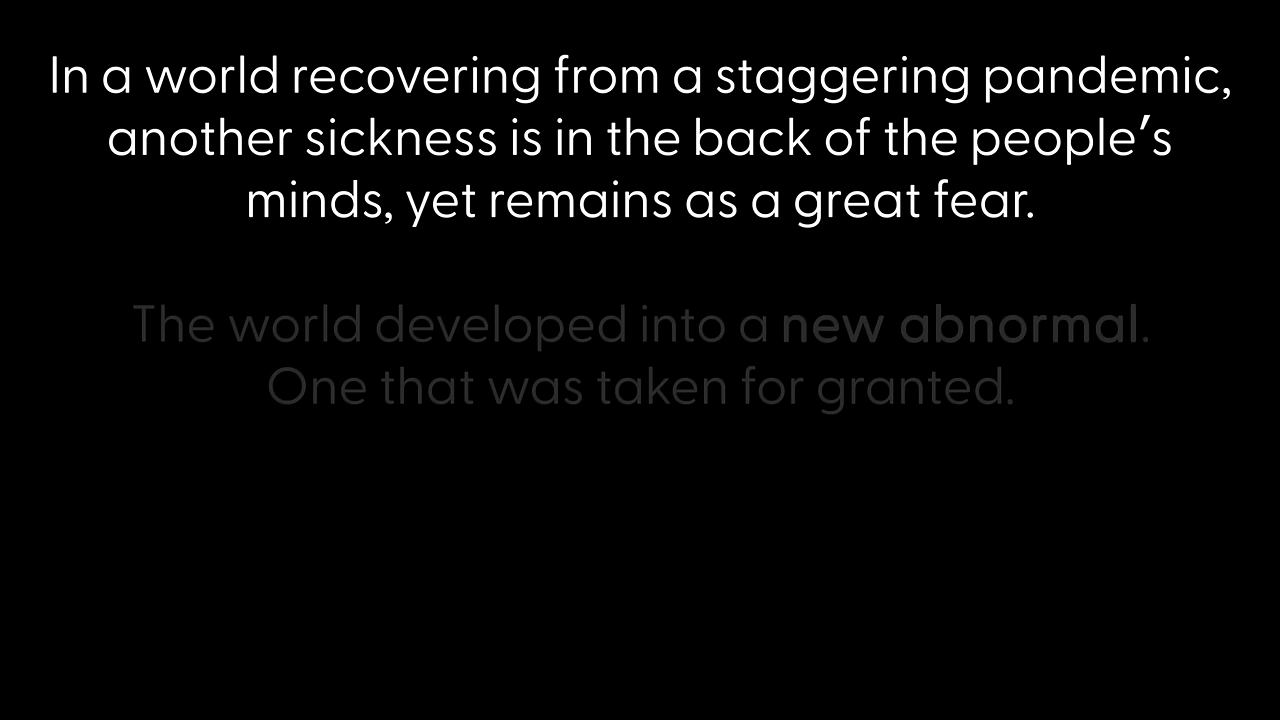 In a world recovering from a staggering pandemic,
another sickness is in the back of the people′s
minds, yet remains as a great fear.
The world developed into a new abnormal.
One that was taken for granted.